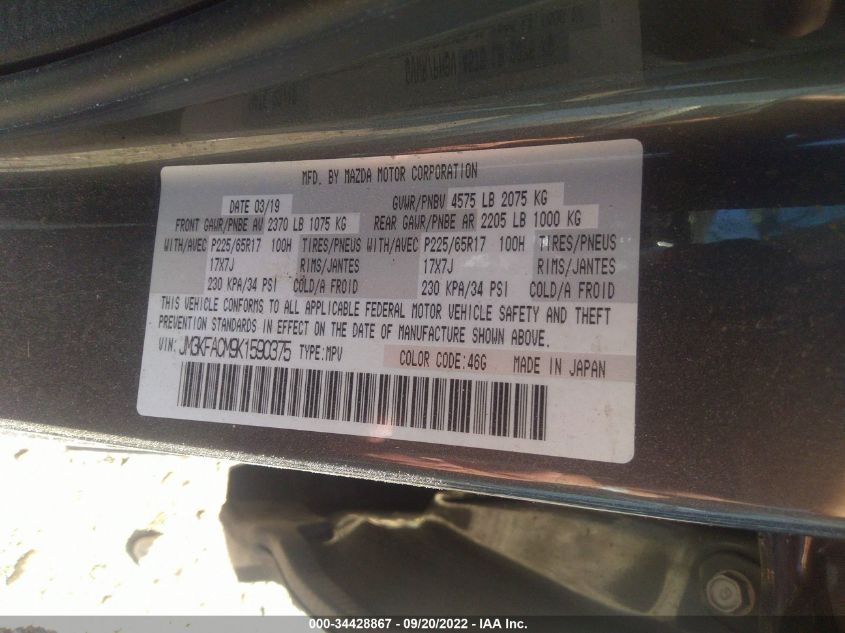 MFD. BY MAZDA MOTOR CORPORATION
DATE 03/19 GVWR/PNBV 4575 LB 2075 KG
FRONT GAWR/PNBE AV 2370 LB 1075 KG REAR GAWR/PNBE AR 2205 LB 1000 KG
WITH/AVEC P225/65R17 100H TIRES/PNEUS WITH/AVEC P225/65R17 100H TIRES/PNEUS
17X7J RIMS/JANTES 17X7J RIMS/JANTES
230 KPA/34 PSI COLD/A FROID 230 KPA/34 PSI COLD/A FROID
THIS VEHICLE CONFORMS TO ALL APPLICABLE FEDERAL MOTOR VEHICLE SAFETY AND THEFT
PREVENTION STANDARDS IN EFFECT ON THE DATE OF MANUFACTURE SHOWN ABOVE.
VIN: JM3KFACM9K1590375 TYPE:MPV COLOR CODE:46G MADE IN JAPAN
000-34428867 - 09/20/2022 - IAA Inc.